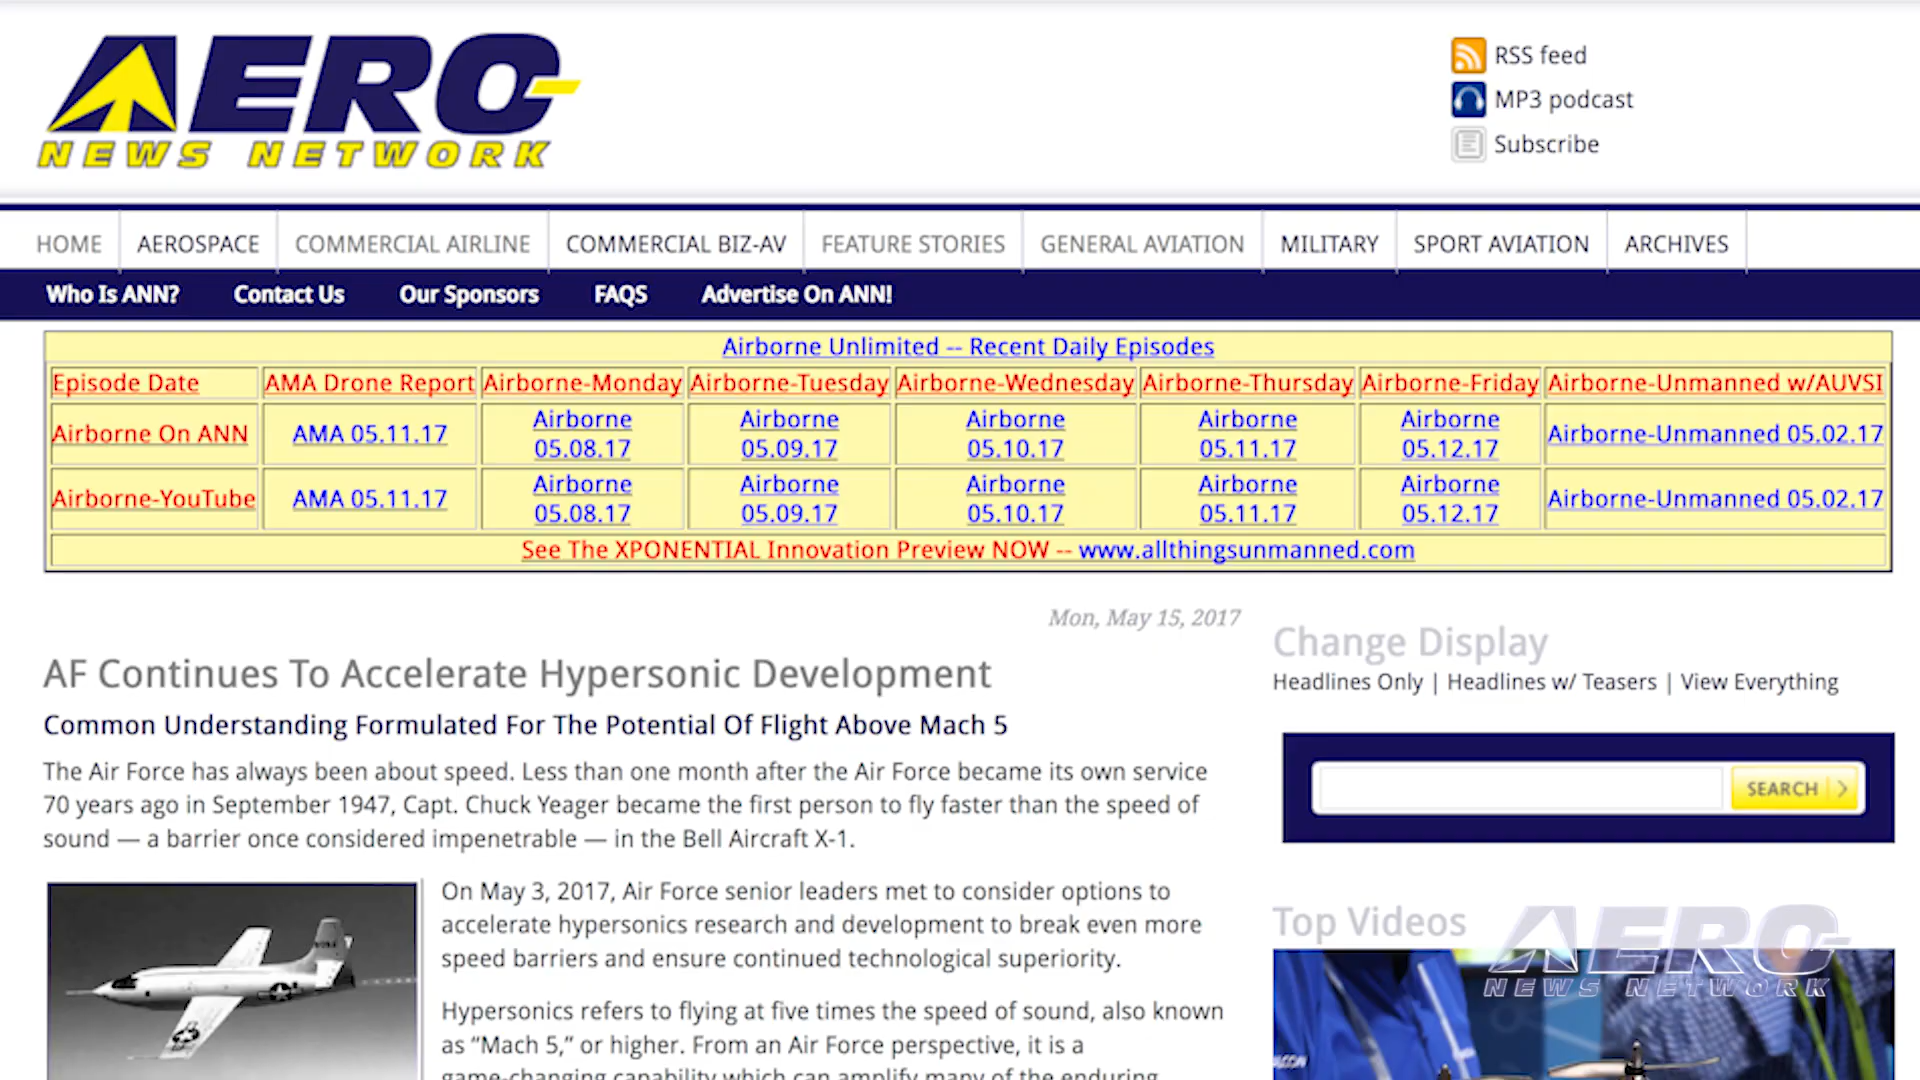 AERO
NEWS NETWORK
RSS feed
MP3 podcast
Subscribe
HOME AEROSPACE COMMERCIAL AIRLINE COMMERCIAL BIZ-AV FEATURE STORIES GENERAL AVIATION MILITARY SPORT AVIATION ARCHIVES
Who Is ANN? Contact Us Our Sponsors FAQS Advertise On ANN!
Airborne Unlimited -- Recent Daily Episodes
Episode Date AMA Drone Report Airborne-Monday Airborne-Tuesday Airborne-Wednesday Airborne-Thursday Airborne-Friday Airborne-Unmanned w/AUVSI
Airborne On ANN AMA 05.11.17 Airborne 05.08.17 Airborne 05.09.17 Airborne 05.10.17 Airborne 05.11.17 Airborne 05.12.17 Airborne-Unmanned 05.02.17
Airborne-YouTube AMA 05.11.17 Airborne 05.08.17 Airborne 05.09.17 Airborne 05.10.17 Airborne 05.11.17 Airborne 05.12.17 Airborne-Unmanned 05.02.17
See The XPONENTIAL Innovation Preview NOW -- www.allthingsunmanned.com
Mon, May 15, 2017
AF Continues To Accelerate Hypersonic Development
Common Understanding Formulated For The Potential Of Flight Above Mach 5
The Air Force has always been about speed. Less than one month after the Air Force became its own service
70 years ago in September 1947, Capt. Chuck Yeager became the first person to fly faster than the speed of
sound — a barrier once considered impenetrable — in the Bell Aircraft X-1.
On May 3, 2017, Air Force senior leaders met to consider options to
accelerate hypersonics research and development to break even more
speed barriers and ensure continued technological superiority.
Hypersonics refers to flying at five times the speed of sound, also known
as “Mach 5,” or higher. From an Air Force perspective, it is a
game-changing capability which can amplify many of the enduring
Change Display
Headlines Only | Headlines w/ Teasers | View Everything
SEARCH
Top Videos
AERO
NEWS NETWORK